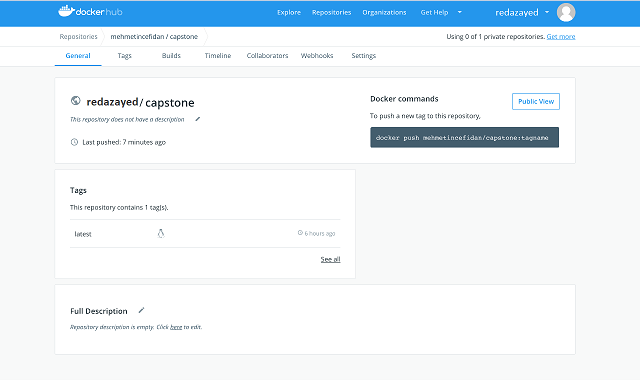 dockerhub Explore Repositories Organizations Get Help redazayed
Repositories mehmetincefidan / capstone Using 0 of 1 private repositories. Get more
General Tags Builds Timeline Collaborators Webhooks Settings
redazayed/capstone
This repository does not have a description
Last pushed: 7 minutes ago
Docker commands
Public View
To push a new tag to this repository,
docker push mehmetincefidan/capstone:tagname
Tags
This repository contains 1 tag(s).
latest 6 hours ago
See all
Full Description
Repository description is empty. Click here to edit.